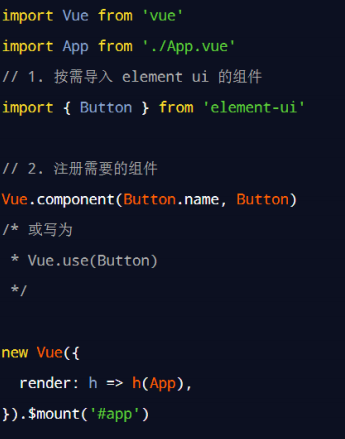 import Vue from 'vue'
import App from './App.vue'
// 1. 按需导入 element ui 的组件
import { Button } from 'element-ui'
// 2. 注册需要的组件
Vue.component(Button.name, Button)
/* 或写为
 * Vue.use(Button)
 */
new Vue({
  render: h => h(App),
}).$mount('#app')